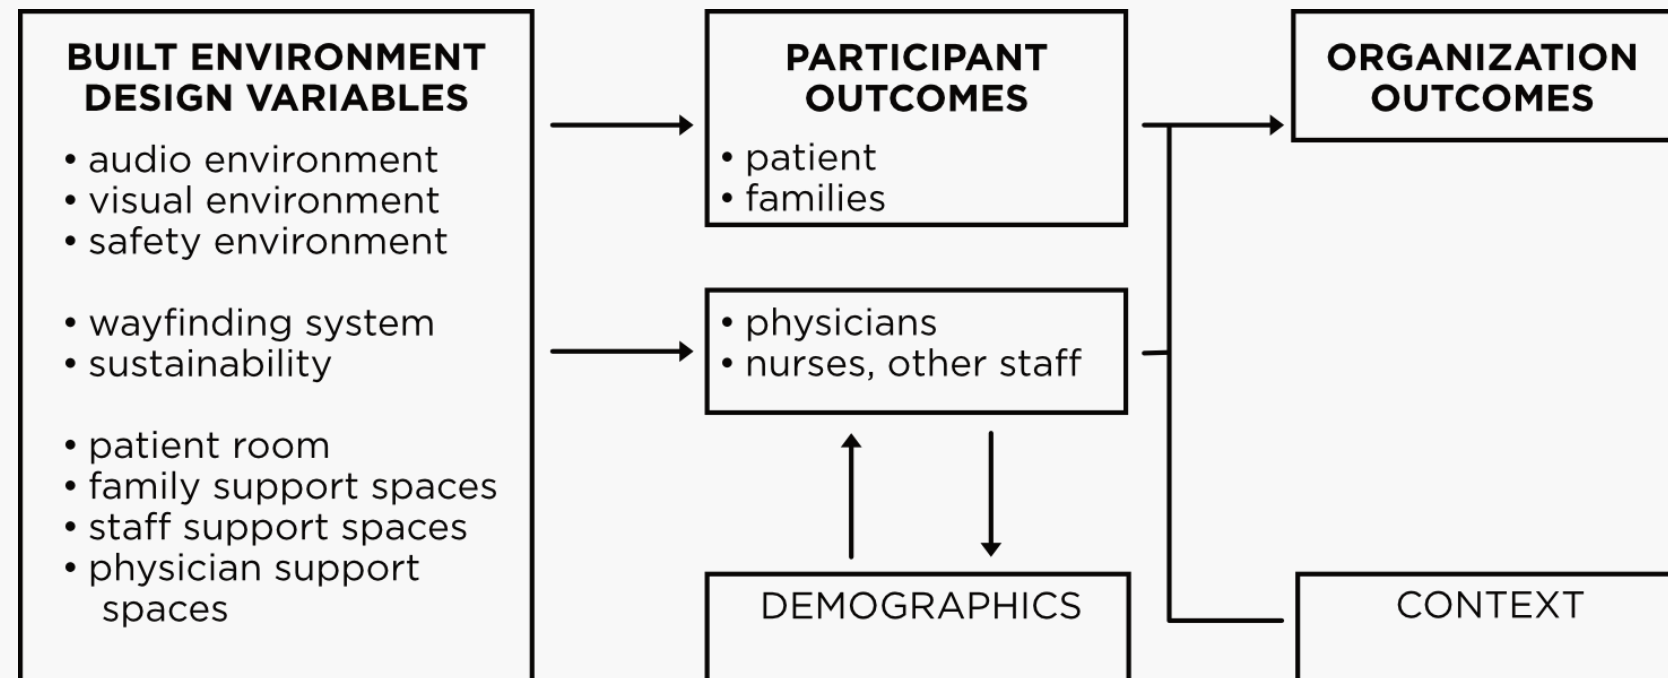 BUILT ENVIRONMENT
DESIGN VARIABLES
• audio environment
• visual environment
• safety environment
• wayfinding system
• sustainability
• patient room
• family support spaces
• staff support spaces
• physician support
spaces
PARTICIPANT
OUTCOMES
• patient
• families
• physicians
• nurses, other staff
DEMOGRAPHICS
ORGANIZATION
OUTCOMES
CONTEXT